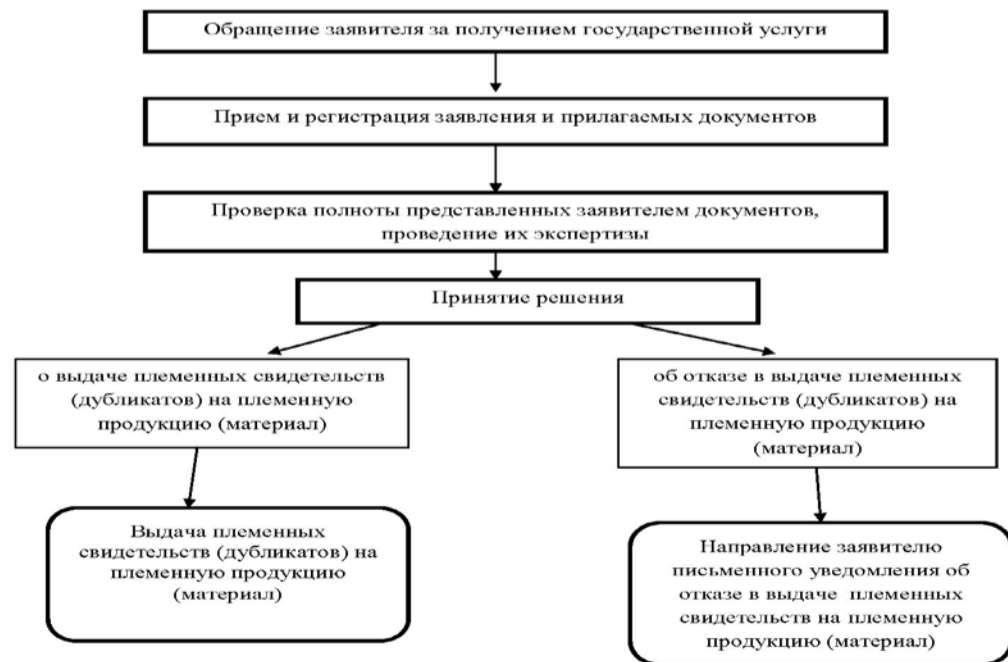 Обращение заявителя за получением государственной услуги
Прием и регистрация заявления и прилагаемых документов
Проверка полноты представленных заявителем документов,
проведение их экспертизы
Принятие решения
о выдаче племенных свидетельств
(дубликатов) на племенную
продукцию (материал)
об отказе в выдаче племенных
свидетельств (дубликатов) на
племенную продукцию
(материал)
Выдача племенных
свидетельств (дубликатов) на
племенную продукцию
(материал)
Направление заявителю
письменного уведомления об
отказе в выдаче племенных
свидетельств на племенную
продукцию (материал)